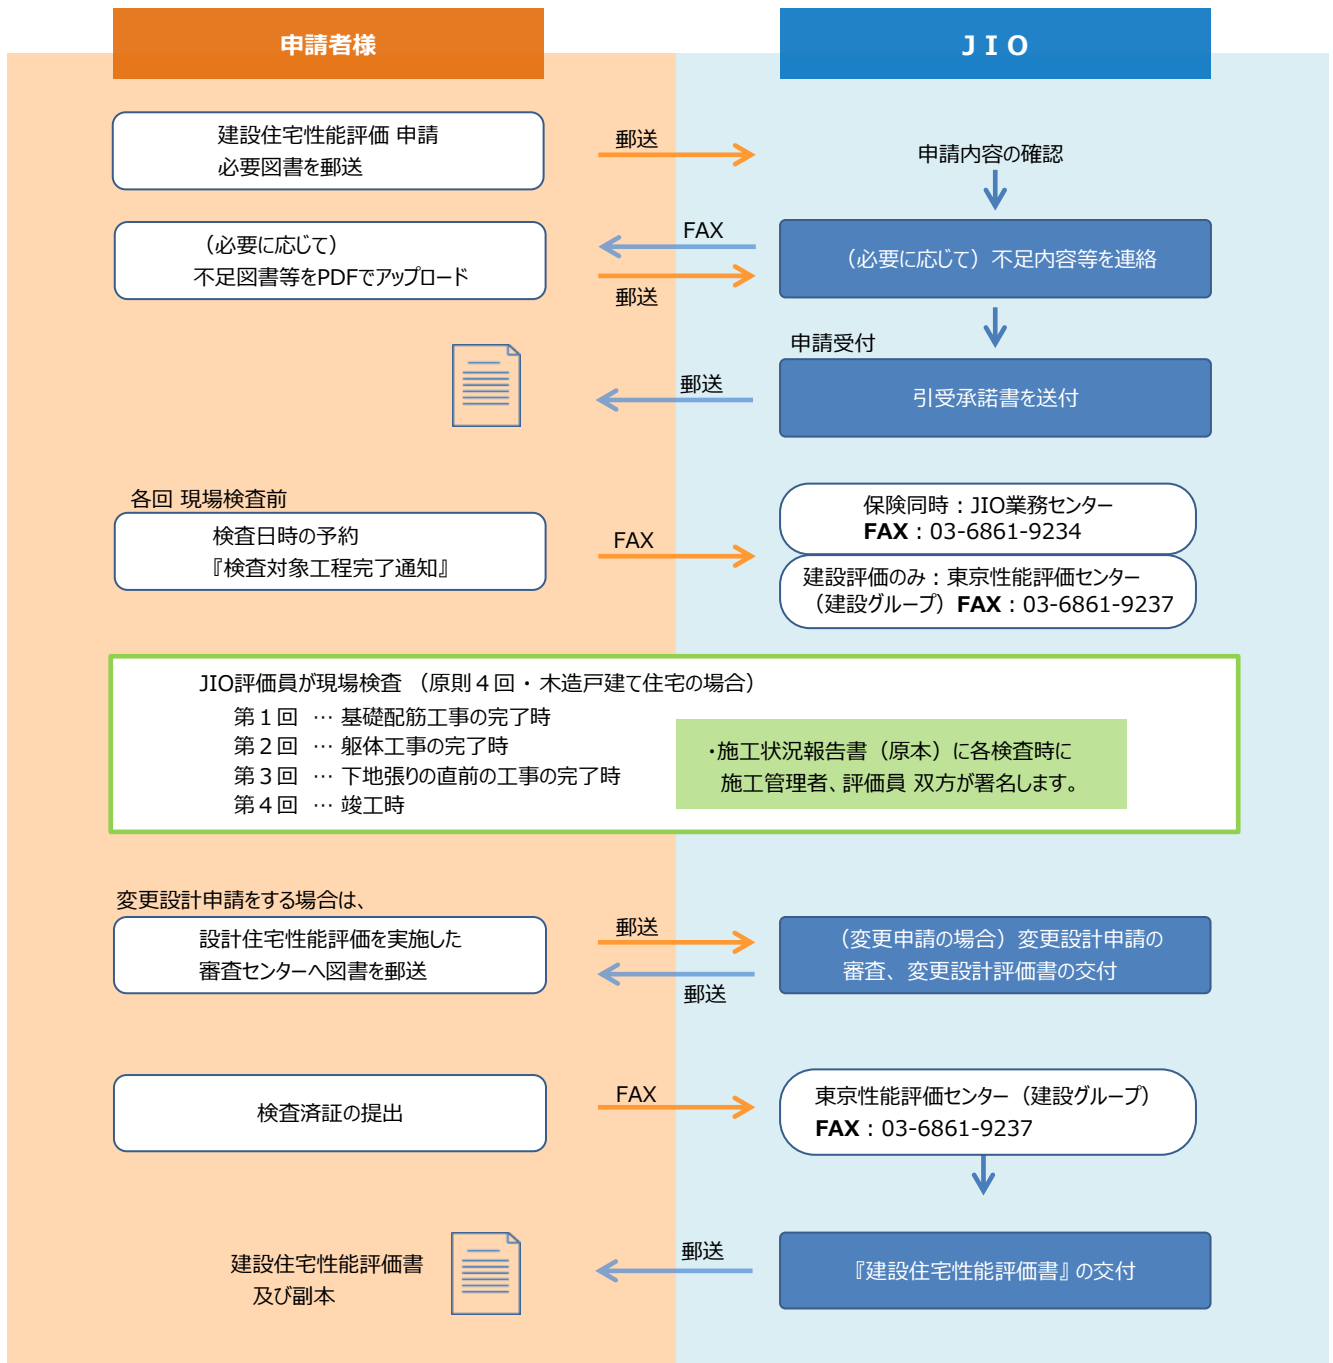 申請者様
JIO
建設住宅性能評価 申請
必要図書を郵送
郵送
申請内容の確認
（必要に応じて）
不足図書等をPDFでアップロード
FAX
郵送
（必要に応じて）不足内容等を連絡
申請受付
郵送
引受承諾書を送付
各回 現場検査前
検査日時の予約
『検査対象工程完了通知』
FAX
保険同時：JIO業務センター
FAX：03-6861-9234
建設評価のみ：東京性能評価センター
（建設グループ）FAX：03-6861-9237
JIO評価員が現場検査 （原則４回・木造戸建て住宅の場合）
第１回 … 基礎配筋工事の完了時
第２回 … 躯体工事の完了時
第３回 … 下地張りの直前の工事の完了時
第４回 … 竣工時
・施工状況報告書（原本）に各検査時に
施工管理者、評価員 双方が署名します。
変更設計申請をする場合は、
設計住宅性能評価を実施した
審査センターへ図書を郵送
郵送
郵送
（変更申請の場合）変更設計申請の
審査、変更設計評価書の交付
検査済証の提出
FAX
東京性能評価センター（建設グループ）
FAX：03-6861-9237
建設住宅性能評価書
及び副本
郵送
『建設住宅性能評価書』の交付